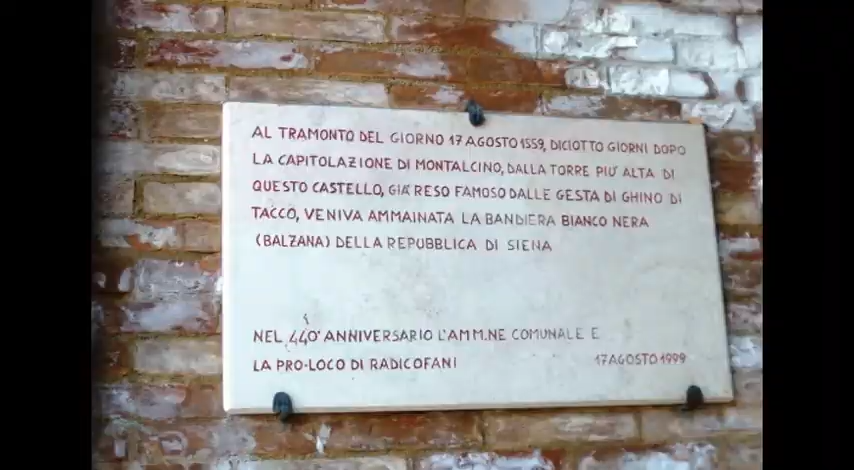 AL TRAMONTO DEL GIORNO 17 AGOSTO 1559, DICIOTTO GIORNI DOPO
LA CAPITOLAZIONE DI MONTALCINO, DALLA TORRE PIU' ALTA DI
QUESTO CASTELLO, GIA' RESO FAMOSO DALLE GESTA DI GHINO DI
TACCO, VENIVA AMMAINATA LA BANDIERA BIANCO NERA
(BALZANA) DELLA REPUBBLICA DI SIENA
NEL 440° ANNIVERSARIO L'AMM.NE COMUNALE E
LA PRO-LOCO DI RADICOFANI 17 AGOSTO 1999